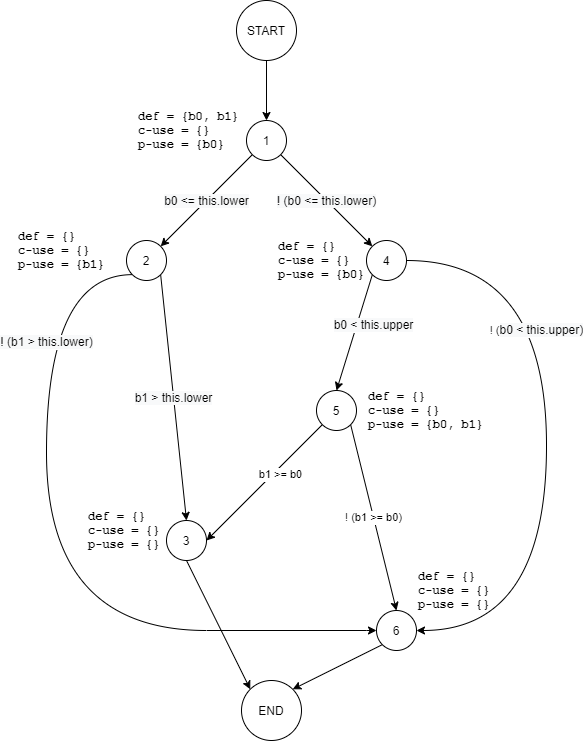 START
def = {b0, b1}
c-use = {}
p-use = {b0}
1
b0 <= this.lower
! (b0 <= this.lower)
def = {}
c-use = {}
p-use = {b1}
2
def = {}
c-use = {}
p-use = {b0}
4
! (b1 > this.lower)
b0 < this.upper
! (b0 < this.upper)
b1 > this.lower
5
def = {}
c-use = {}
p-use = {b0, b1}
b1 >= b0
! (b1 >= b0)
def = {}
c-use = {}
p-use = {}
3
def = {}
c-use = {}
p-use = {}
6
END